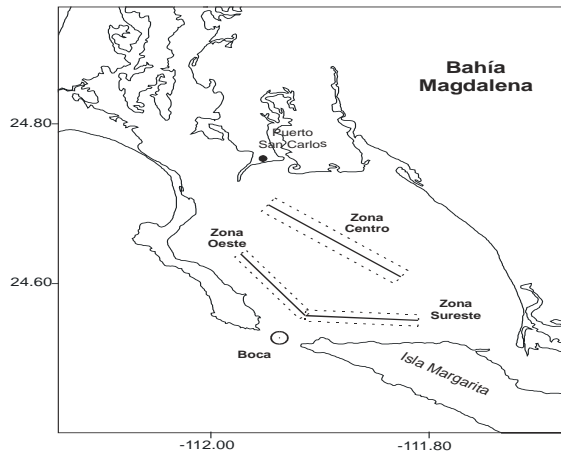 Bahía
Magdalena
24.80
Puerto
San Carlos
Zona
Oeste
Zona
Centro
24.60
Zona
Sureste
Boca
Isla Margarita
-112.00
-111.80